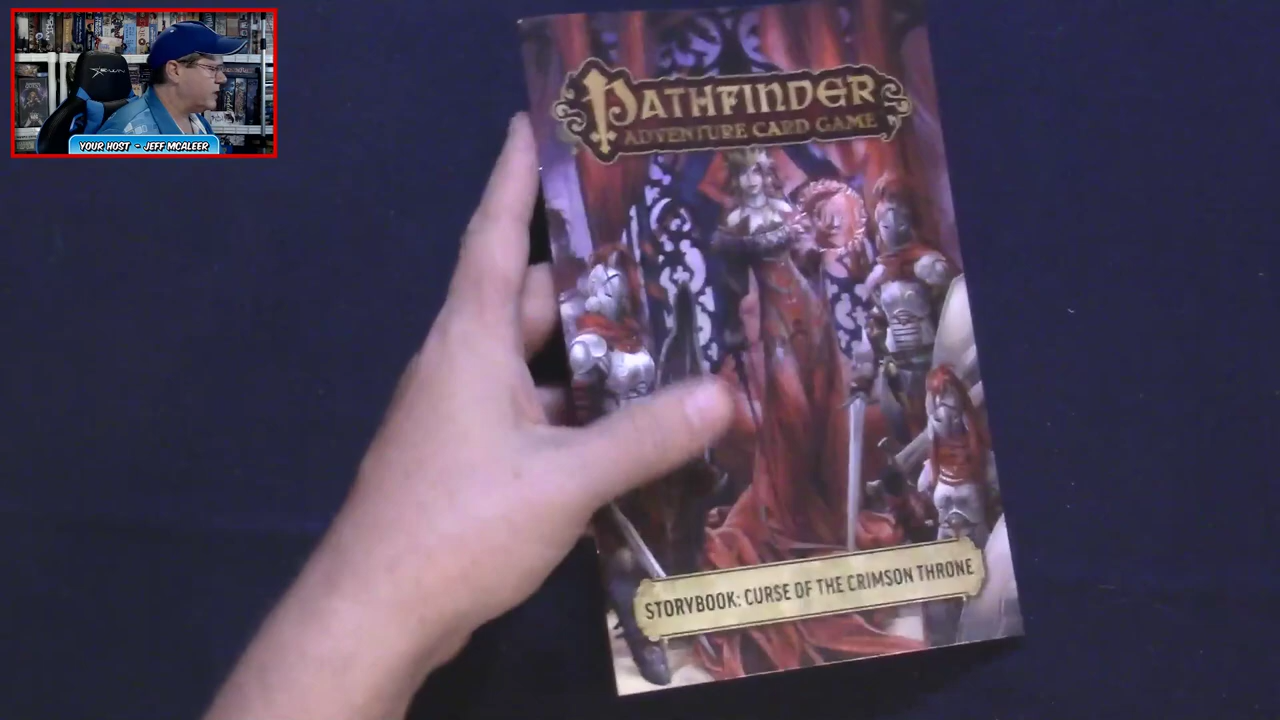 YOUR HOST - JEFF MCALEER
PATHFINDER
ADVENTURE CARD GAME
STORYBOOK: CURSE OF THE CRIMSON THRONE